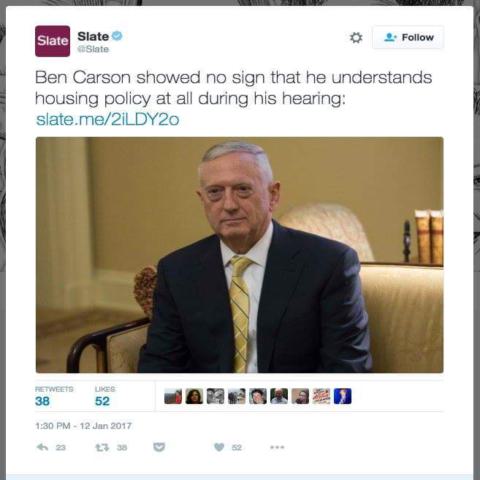 Slate
Slate
@Slate
Follow
Ben Carson showed no sign that he understands
housing policy at all during his hearing:
slate.me/2iLDY2o
RETWEETS LIKES
38 52
1:30 PM - 12 Jan 2017
23 38 52